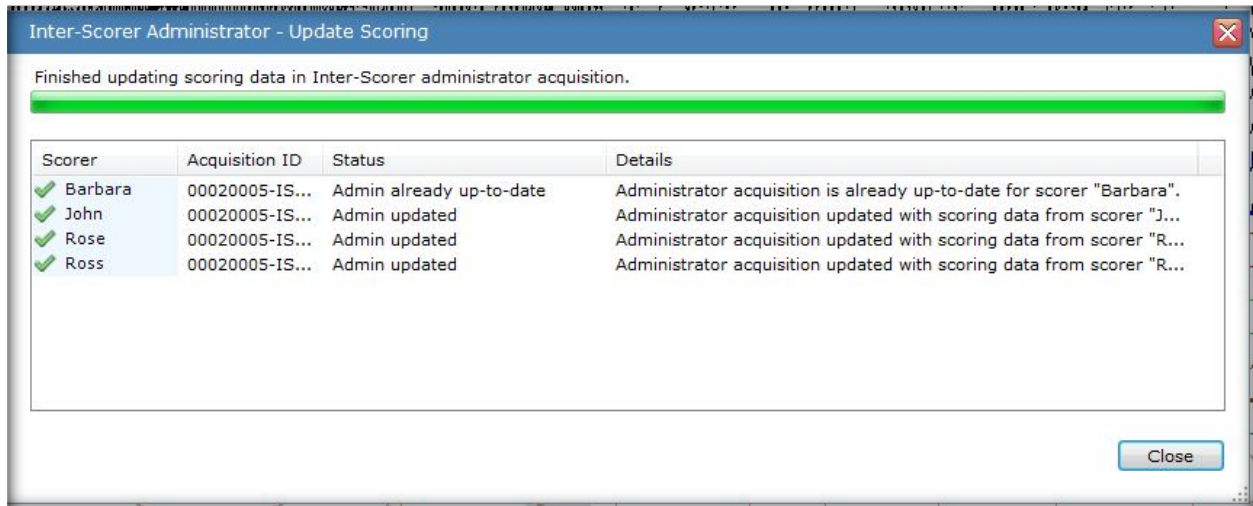 Inter-Scorer Administrator - Update Scoring
Finished updating scoring data in Inter-Scorer administrator acquisition.
Scorer Acquisition ID Status Details
Barbara 00020005-IS... Admin already up-to-date Administrator acquisition is already up-to-date for scorer "Barbara".
John 00020005-IS... Admin updated Administrator acquisition updated with scoring data from scorer "J...
Rose 00020005-IS... Admin updated Administrator acquisition updated with scoring data from scorer "R...
Ross 00020005-IS... Admin updated Administrator acquisition updated with scoring data from scorer "R...
Close